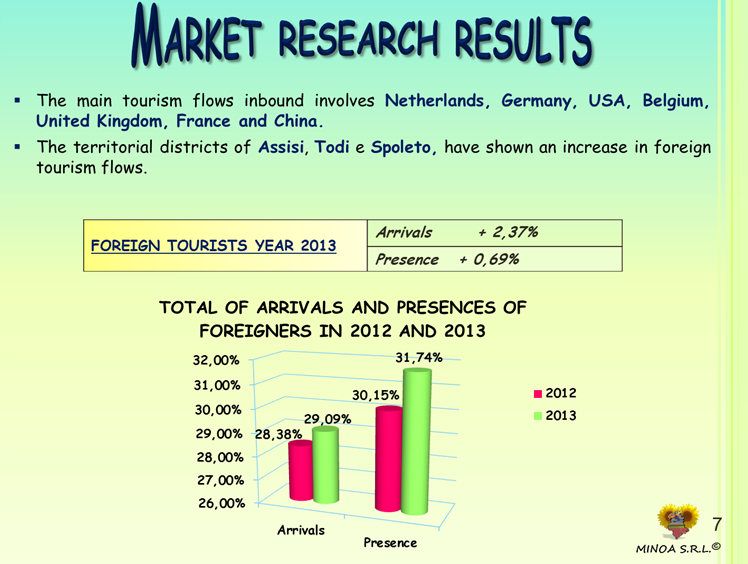 MARKET RESEARCH RESULTS
▪ The main tourism flows inbound involves Netherlands, Germany, USA, Belgium,
United Kingdom, France and China.
▪ The territorial districts of Assisi, Todi e Spoleto, have shown an increase in foreign
tourism flows.
FOREIGN TOURISTS YEAR 2013
Arrivals + 2,37%
Presence + 0,69%
TOTAL OF ARRIVALS AND PRESENCES OF
FOREIGNERS IN 2012 AND 2013
32,00%
31,00%
30,00%
29,00%
28,00%
27,00%
26,00%
28,38%
29,09%
30,15%
31,74%
Arrivals
Presence
2012
2013
7
MINOA S.R.L.©